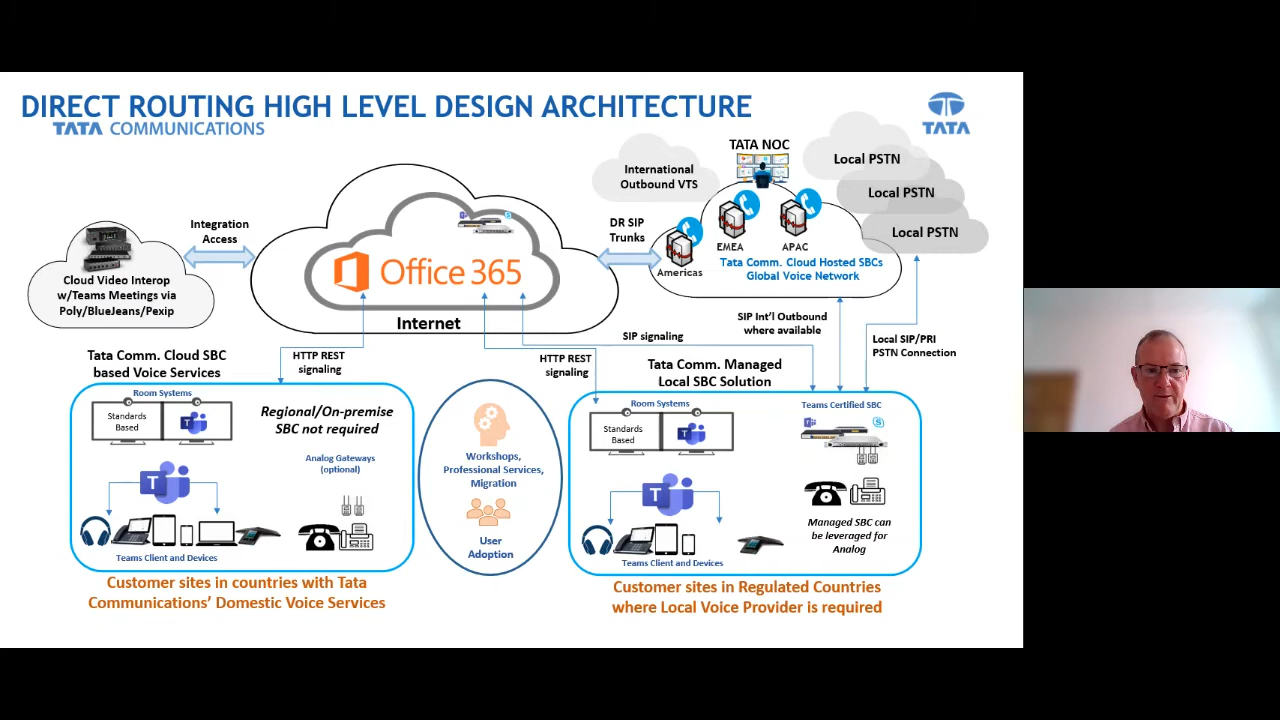 DIRECT ROUTING HIGH LEVEL DESIGN ARCHITECTURE
TATA COMMUNICATIONS
TATA
TATA NOC
International
Outbound VTS
Local PSTN
Local PSTN
Local PSTN
Integration
Access
DR SIP
Trunks
EMEA
APAC
Americas
Tata Comm. Cloud Hosted SBCs
Global Voice Network
Cloud Video Interop
w/Teams Meetings via
Poly/BlueJeans/Pexip
Office 365
Internet
SIP Int'l Outbound
where available
SIP signaling
Local SIP/PRI
PSTN Connection
HTTP REST
signaling
HTTP REST
signaling
Tata Comm. Cloud SBC
based Voice Services
Room Systems
Standards
Based
Regional/On-premise
SBC not required
Analog Gateways
(optional)
T
Teams Client and Devices
Customer sites in countries with Tata
Communications' Domestic Voice Services
Workshops,
Professional Services,
Migration
User
Adoption
Tata Comm. Managed
Local SBC Solution
Room Systems
Standards
Based
Teams Certified SBC
T
Managed SBC can
be leveraged for
Analog
Teams Client and Devices
Customer sites in Regulated Countries
where Local Voice Provider is required